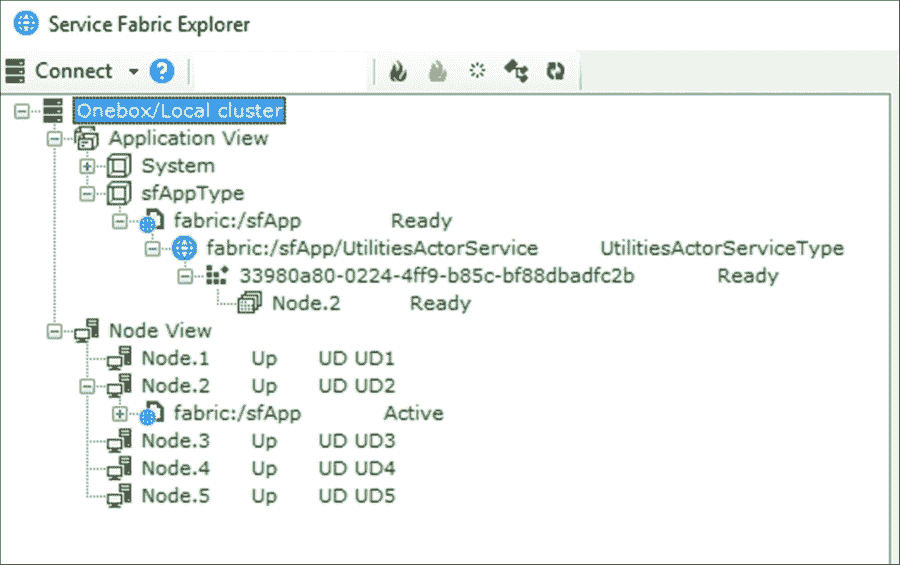 Service Fabric Explorer
Connect ?
Onebox/Local cluster
Application View
System
sfAppType
fabric:/sfApp Ready
fabric:/sfApp/UtilitiesActorService UtilitiesActorServiceType
33980a80-0224-4ff9-b85c-bf88dbadfc2b Ready
Node.2 Ready
Node View
Node.1 Up UD UD1
Node.2 Up UD UD2
fabric:/sfApp Active
Node.3 Up UD UD3
Node.4 Up UD UD4
Node.5 Up UD UD5